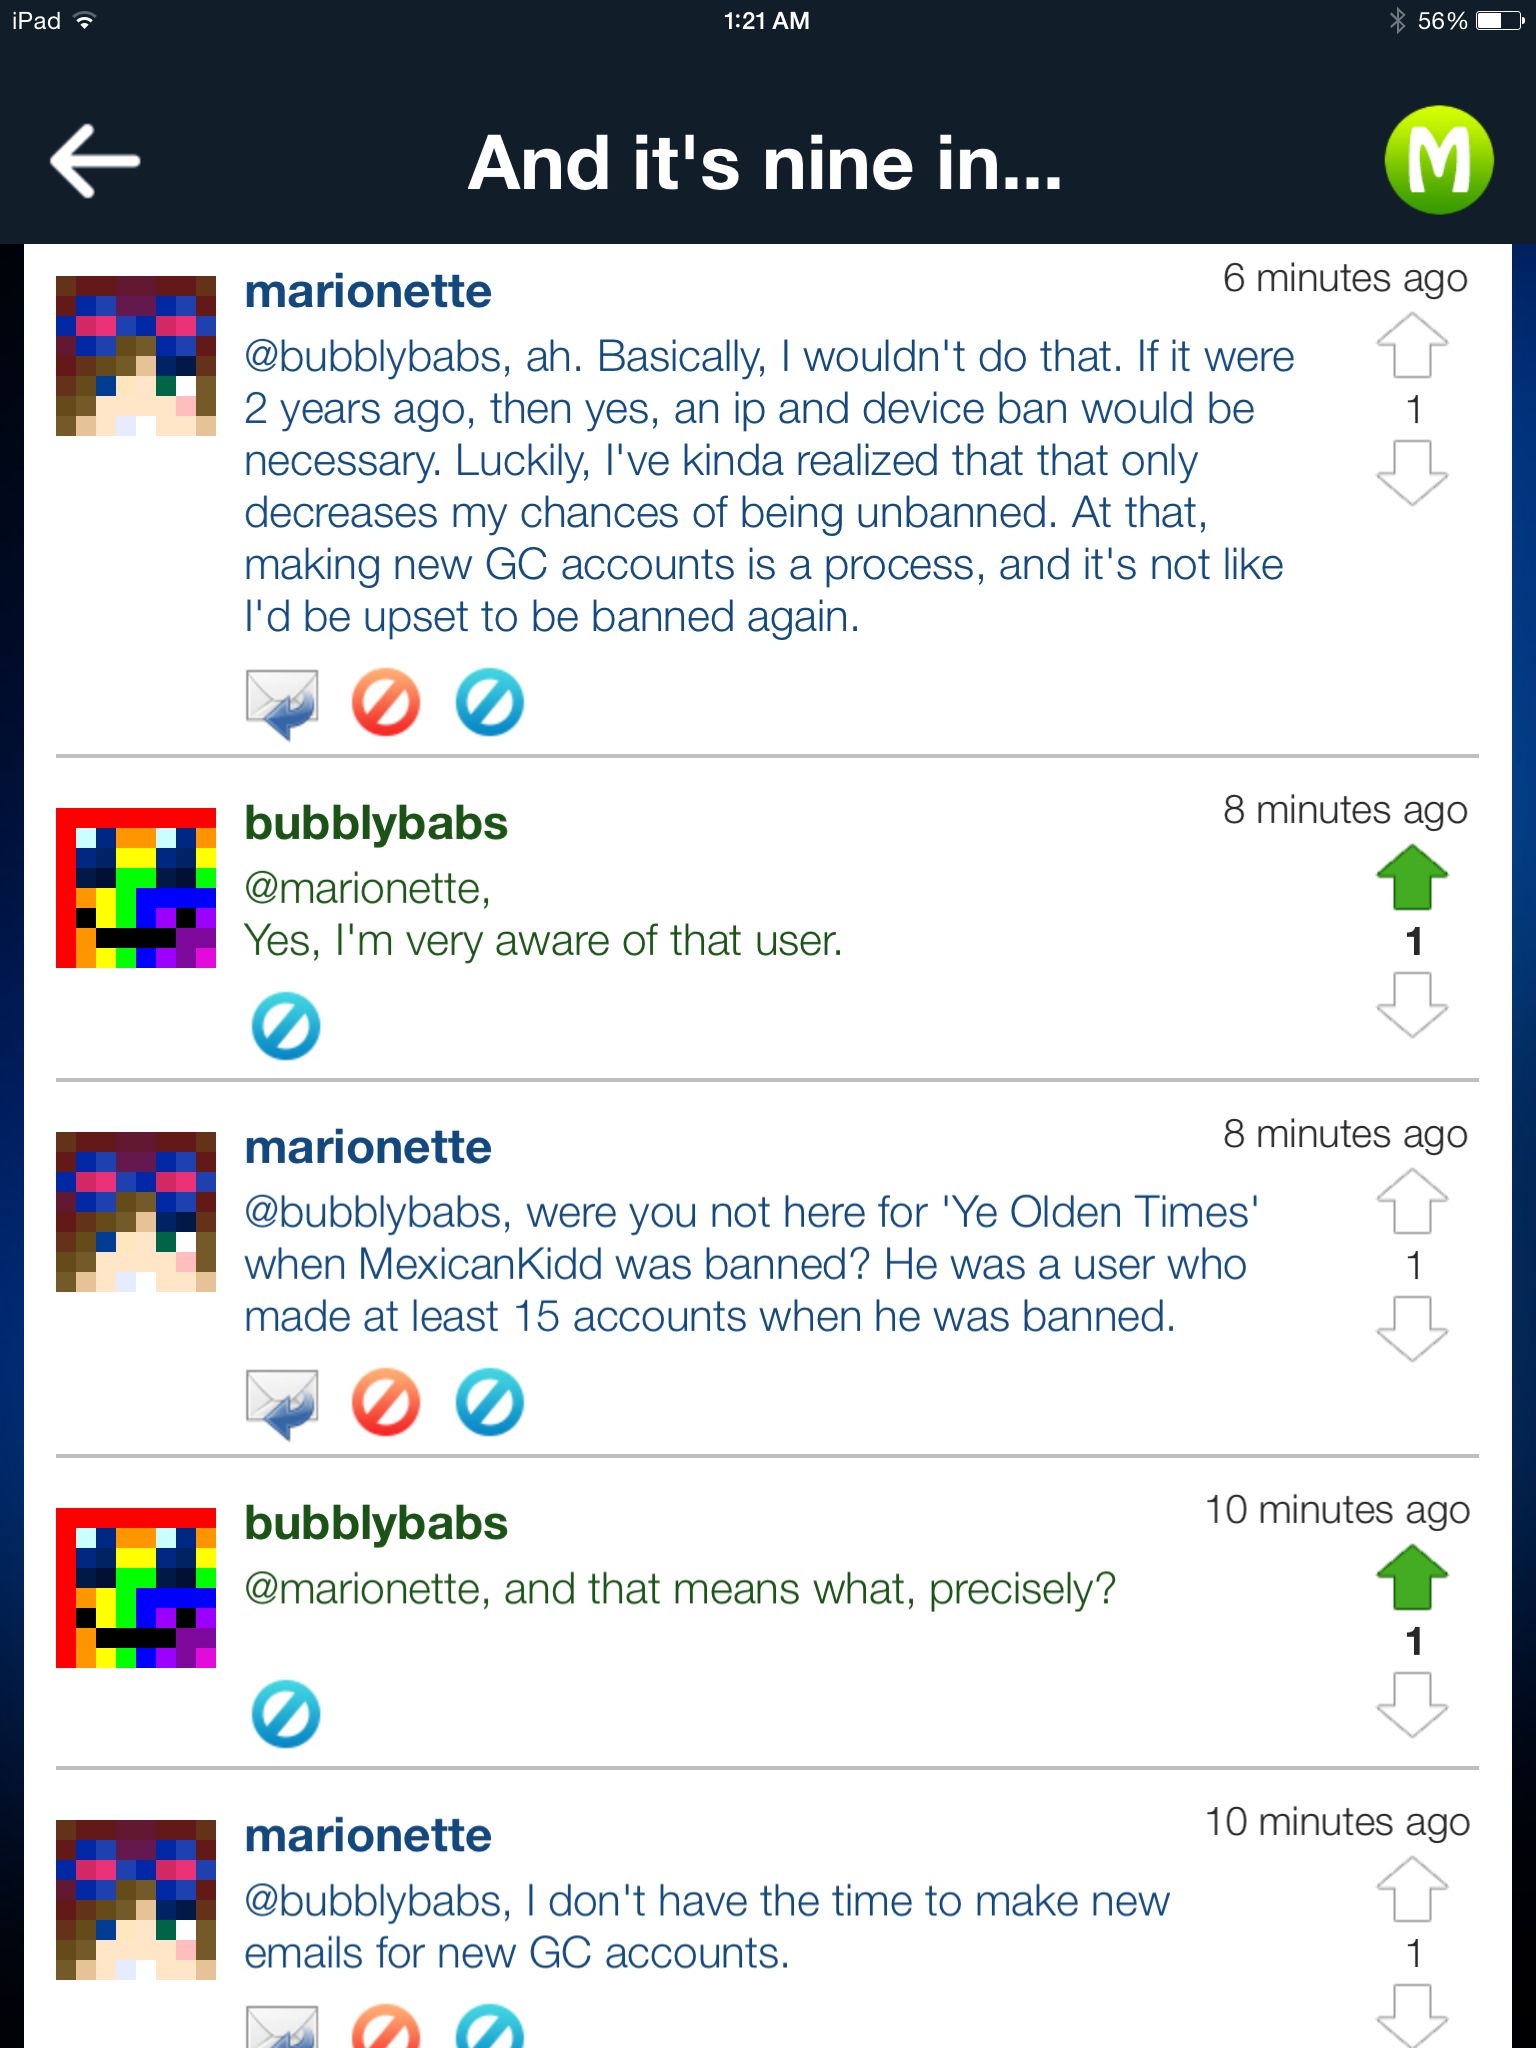 iPad
1:21 AM
56%
And it's nine in...
M
marionette
6 minutes ago
@bubblybabs, ah. Basically, I wouldn't do that. If it were
2 years ago, then yes, an ip and device ban would be
necessary. Luckily, I've kinda realized that that only
decreases my chances of being unbanned. At that,
making new GC accounts is a process, and it's not like
I'd be upset to be banned again.
1
bubblybabs
8 minutes ago
@marionette,
Yes, I'm very aware of that user.
1
marionette
8 minutes ago
@bubblybabs, were you not here for 'Ye Olden Times'
when MexicanKidd was banned? He was a user who
made at least 15 accounts when he was banned.
1
bubblybabs
10 minutes ago
@marionette, and that means what, precisely?
1
marionette
10 minutes ago
@bubblybabs, I don't have the time to make new
emails for new GC accounts.
1